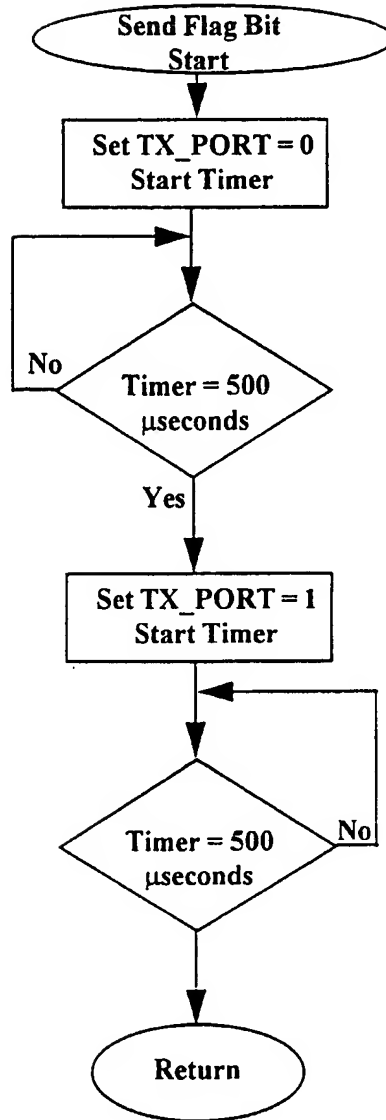 Send Flag Bit
Start
Set TX_PORT = 0
Start Timer
No
Timer = 500
μseconds
Yes
Set TX_PORT = 1
Start Timer
Timer = 500
μseconds
No
Return